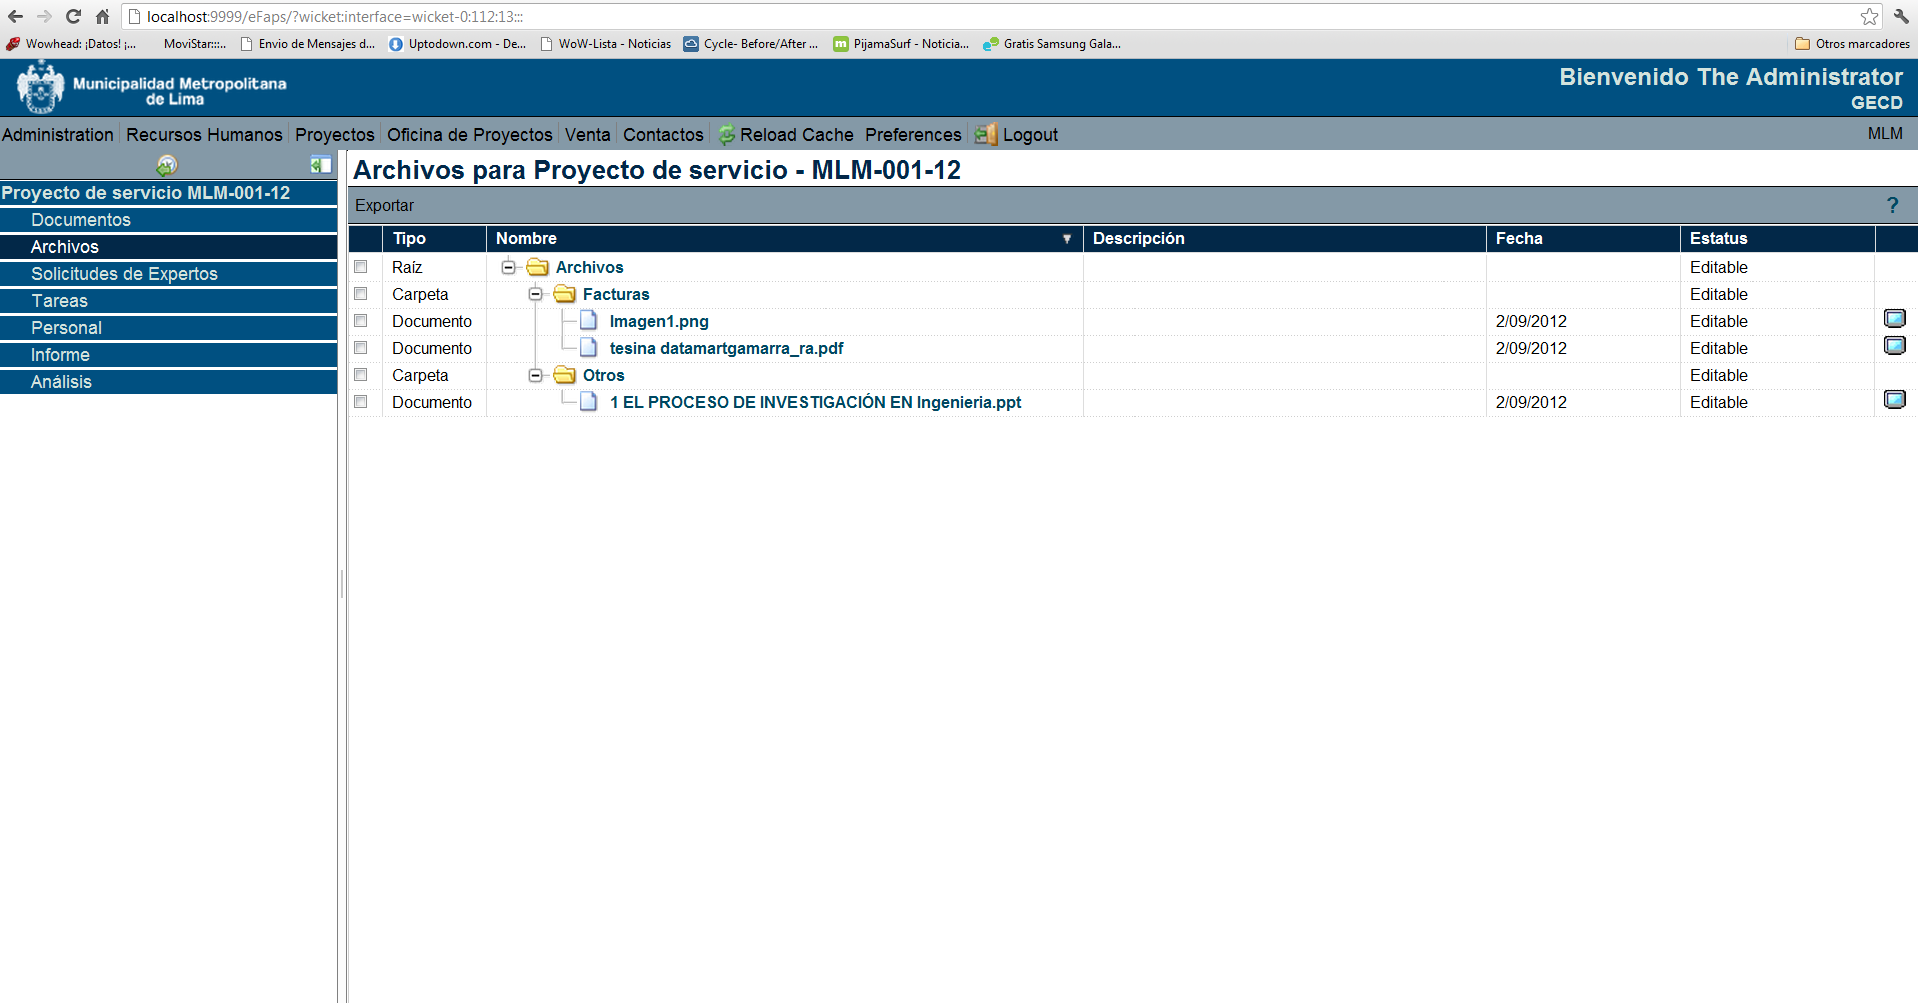 localhost:9999/eFaps/?wicket:interface=wicket-0:112:13:::
Wowhead: ¡Datos! ¡... MoviStar:::.. Envio de Mensajes d... Uptodown.com - De... WoW-Lista - Noticias Cycle- Before/After ... PijamaSurf - Noticia... Gratis Samsung Gala... Otros marcadores
Municipalidad Metropolitana
de Lima
Bienvenido The Administrator
GECD
Administration Recursos Humanos Proyectos Oficina de Proyectos Venta Contactos Reload Cache Preferences Logout MLM
Proyecto de servicio MLM-001-12
Documentos
Archivos
Solicitudes de Expertos
Tareas
Personal
Informe
Análisis
Archivos para Proyecto de servicio - MLM-001-12
Exportar ?
Tipo Nombre Descripción Fecha Estatus
Raíz Archivos Editable
Carpeta Facturas Editable
Documento Imagen1.png 2/09/2012 Editable
Documento tesina datamartgamarra_ra.pdf 2/09/2012 Editable
Carpeta Otros Editable
Documento 1 EL PROCESO DE INVESTIGACIÓN EN Ingenieria.ppt 2/09/2012 Editable